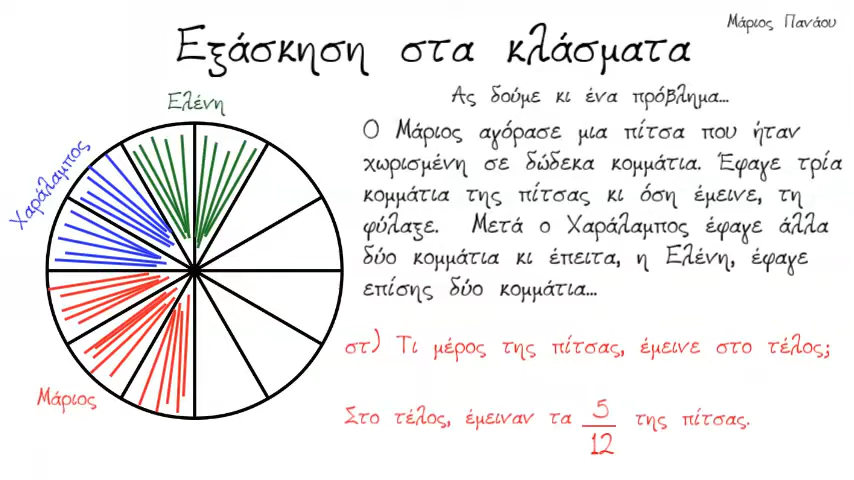 Μάριος Πανάου
Εξάσκηση στα κλάσματα
Ας δούμε κι ένα πρόβλημα...
Ο Μάριος αγόρασε μια πίτσα που ήταν
χωρισμένη σε δώδεκα κομμάτια. Έφαγε τρία
κομμάτια της πίτσας κι όση έμεινε, τη
φύλαξε. Μετά ο Χαράλαμπος έφαγε άλλα
δύο κομμάτια κι έπειτα, η Ελένη, έφαγε
επίσης δύο κομμάτια...
Ελένη
Χαράλαμπος
Μάριος
στ) Τι μέρος της πίτσας, έμεινε στο τέλος;
Στο τέλος, έμειναν τα 5/12 της πίτσας.